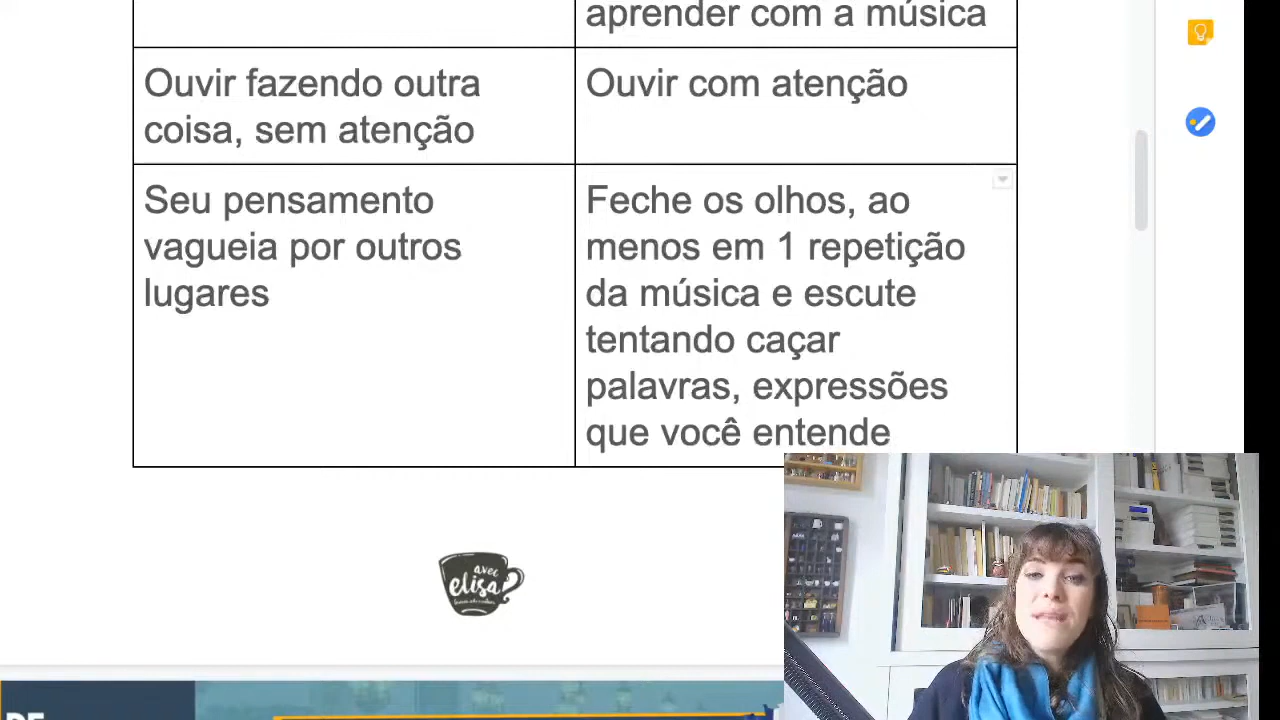 aprender com a música
Ouvir fazendo outra
coisa, sem atenção
Ouvir com atenção
Seu pensamento
vagueia por outros
lugares
Feche os olhos, ao
menos em 1 repetição
da música e escute
tentando caçar
palavras, expressões
que você entende
avec
elisa